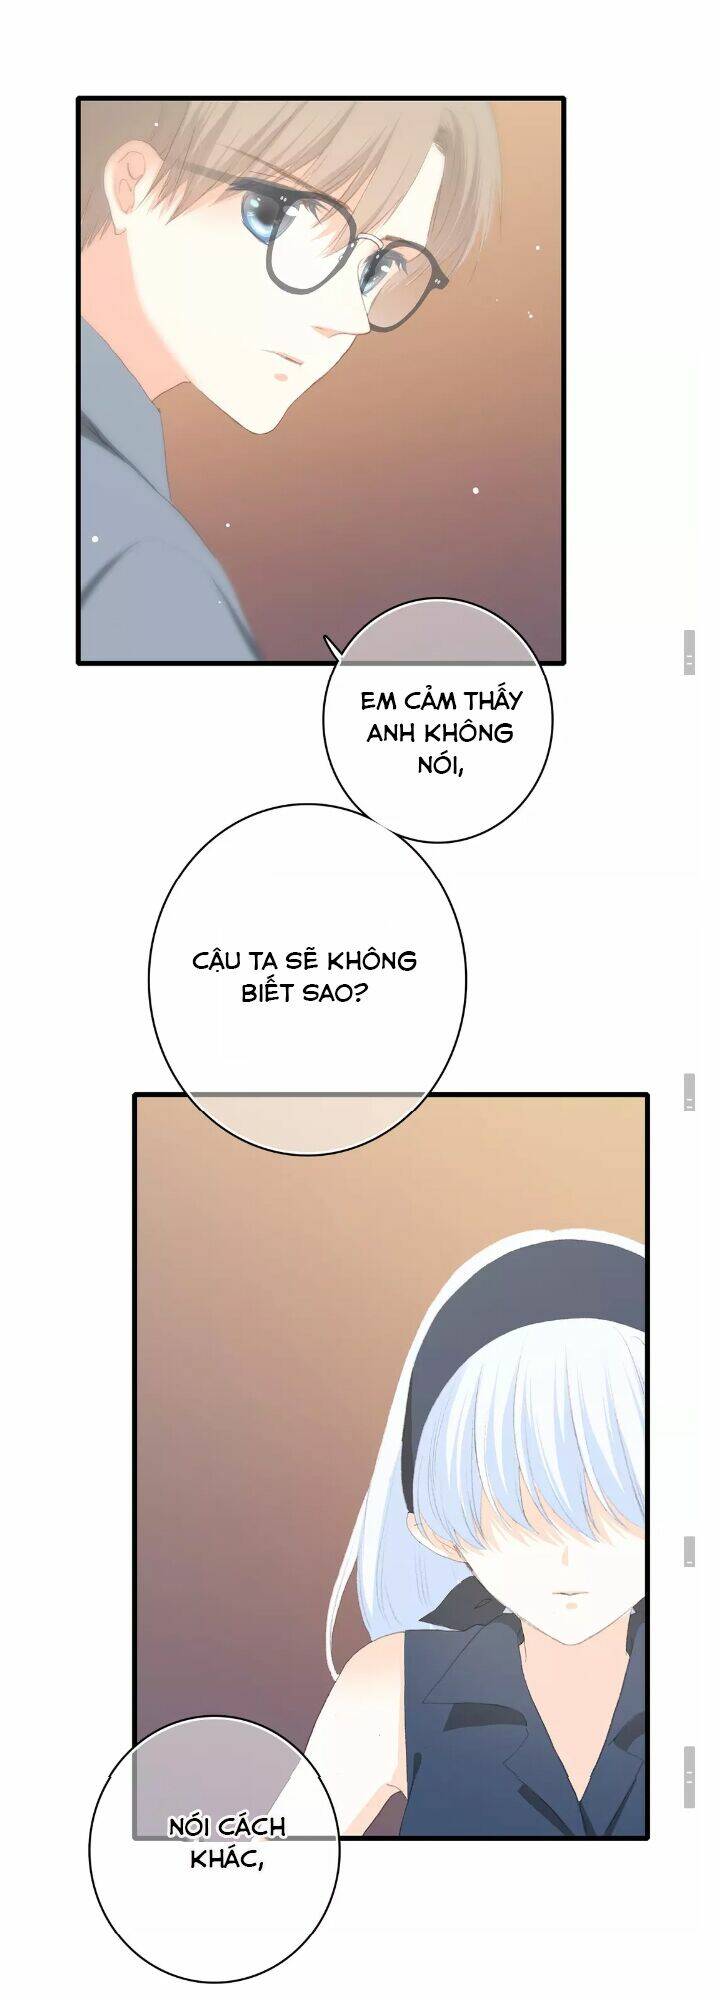 EM CẢM THẤY
ANH KHÔNG
NÓI,
CẬU TA SẼ KHÔNG
BIẾT SAO?
NÓI CÁCH
KHÁC,